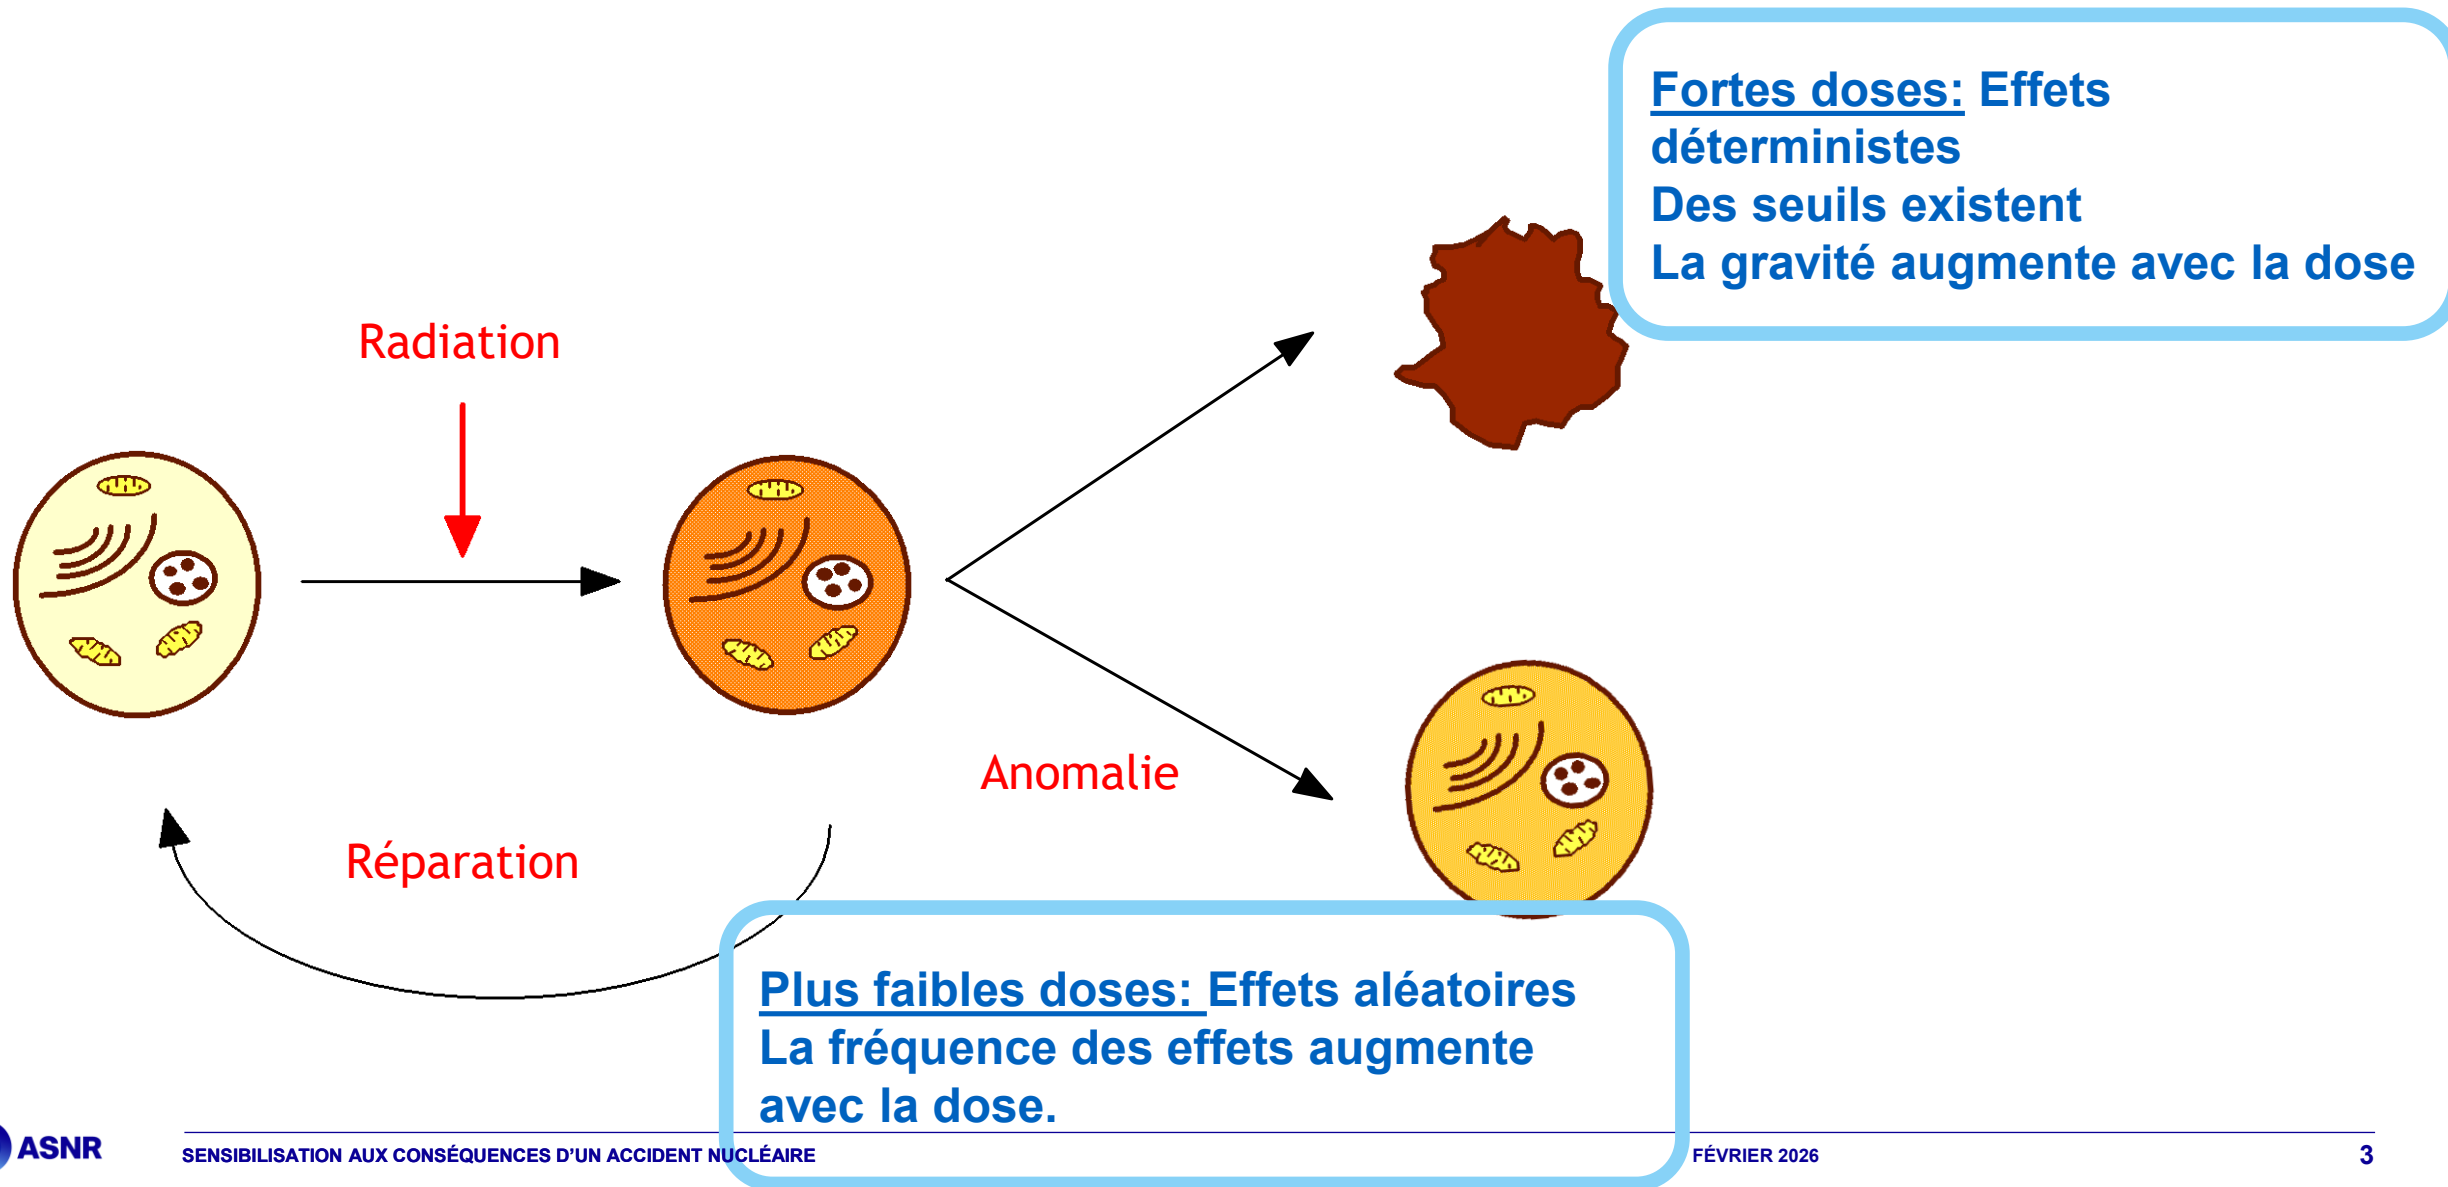 Fortes doses: Effets
déterministes
Des seuils existent
La gravité augmente avec la dose
Radiation
Anomalie
Réparation
Plus faibles doses: Effets aléatoires
La fréquence des effets augmente
avec la dose.
ASNR
SENSIBILISATION AUX CONSÉQUENCES D’UN ACCIDENT NUCLÉAIRE
FÉVRIER 2026
3